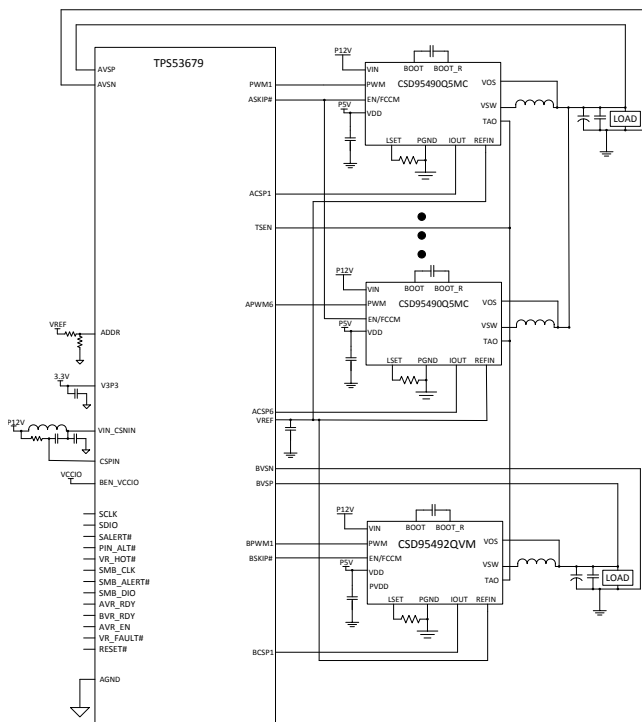 TPS53679
AVSP
AVSN
PWM1
ASKIP#
ACSP1
TSEN
APWM6
ACSP6
VREF
BVSN
BVSP
BPWM1
BSKIP#
BCSP1
VREF
ADDR
3.3V
V3P3
P12V
VIN_CSNIN
CSPIN
VCCIO
BEN_VCCIO
SCLK
SDIO
SALERT#
PIN_ALT#
VR_HOT#
SMB_CLK
SMB_ALERT#
SMB_DIO
AVR_RDY
BVR_RDY
AVR_EN
VR_FAULT#
RESET#
AGND
P12V
P5V
BOOT BOOT_R
VIN
CSD95490Q5MC
VOS
PWM
EN/FCCM
VSW
VDD
TAO
LSET PGND IOUT REFIN
LOAD
P12V
P5V
BOOT BOOT_R
VIN
CSD95490Q5MC
VOS
PWM
EN/FCCM
VSW
VDD
TAO
LSET PGND IOUT REFIN
P12V
P5V
BOOT BOOT_R
VIN
PWM
CSD95492QVM
VOS
EN/FCCM
VSW
VDD
PVDD
TAO
LSET PGND IOUT REFIN
LOAD